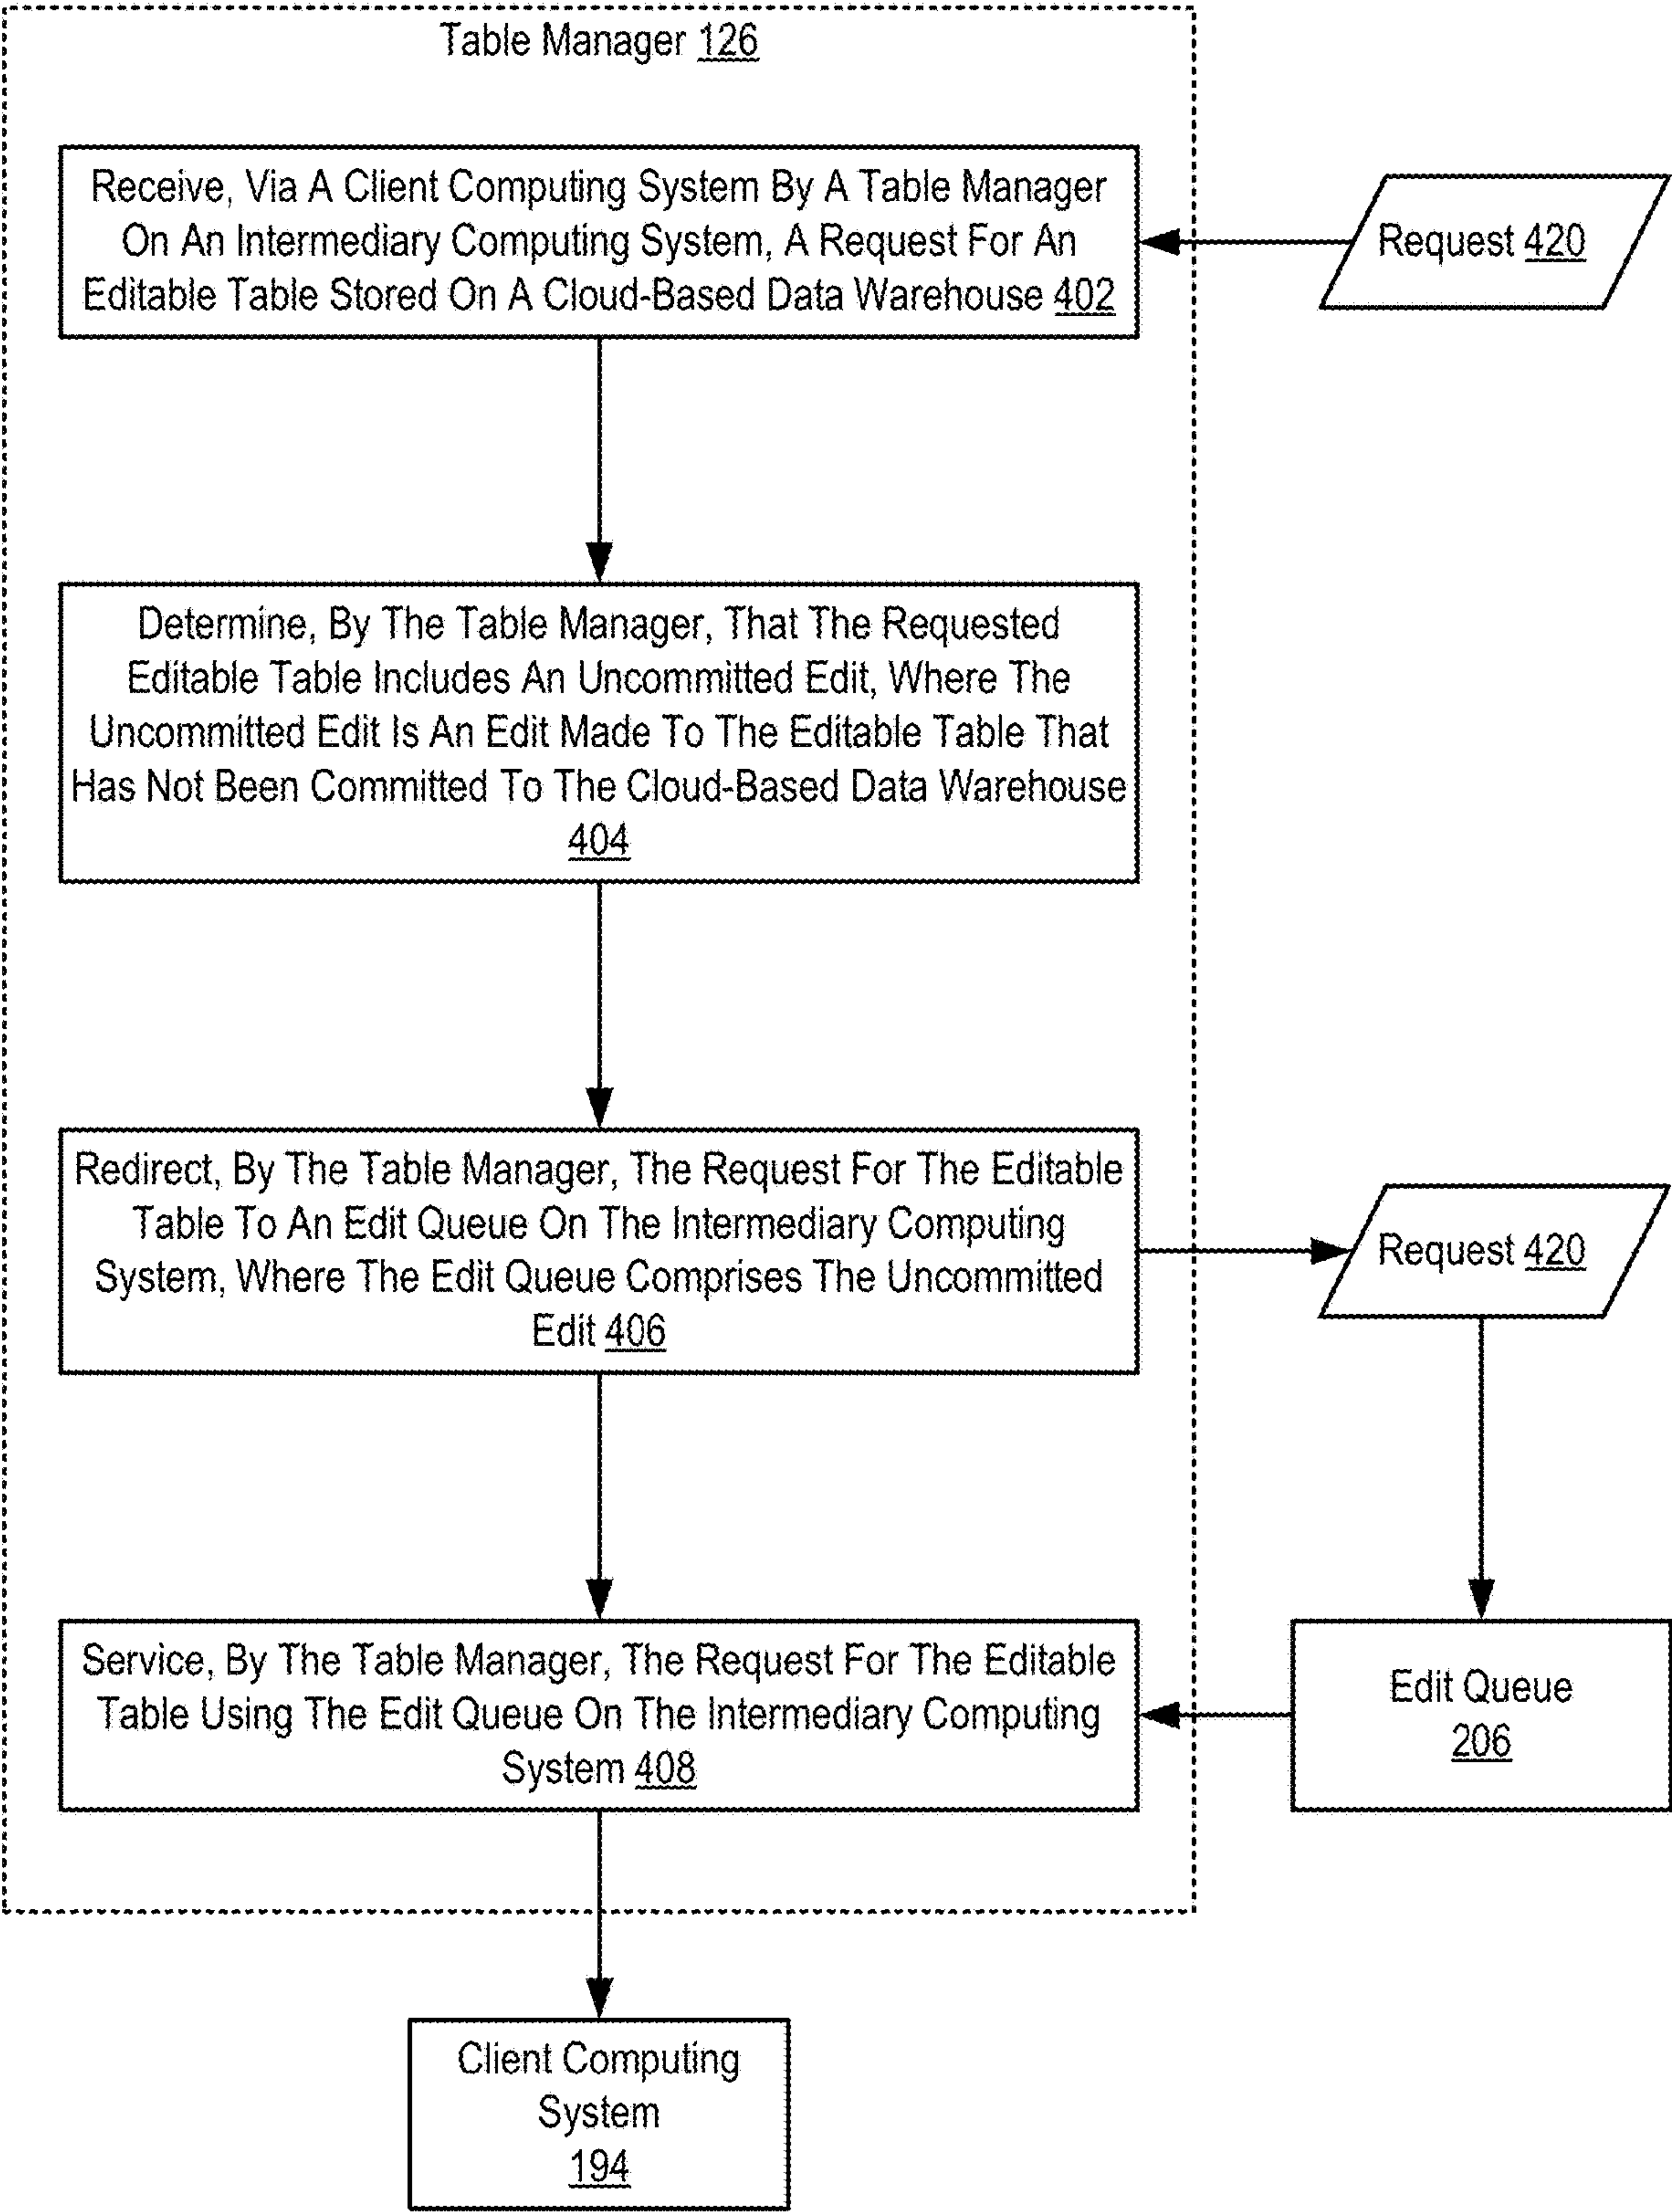 Table Manager 126
Receive, Via A Client Computing System By A Table Manager
On An Intermediary Computing System, A Request For An
Editable Table Stored On A Cloud-Based Data Warehouse 402
Request 420
Determine, By The Table Manager, That The Requested
Editable Table Includes An Uncommitted Edit, Where The
Uncommitted Edit Is An Edit Made To The Editable Table That
Has Not Been Committed To The Cloud-Based Data Warehouse
404
Redirect, By The Table Manager, The Request For The Editable
Table To An Edit Queue On The Intermediary Computing
System, Where The Edit Queue Comprises The Uncommitted
Edit 406
Request 420
Service, By The Table Manager, The Request For The Editable
Table Using The Edit Queue On The Intermediary Computing
System 408
Edit Queue
206
Client Computing
System
194